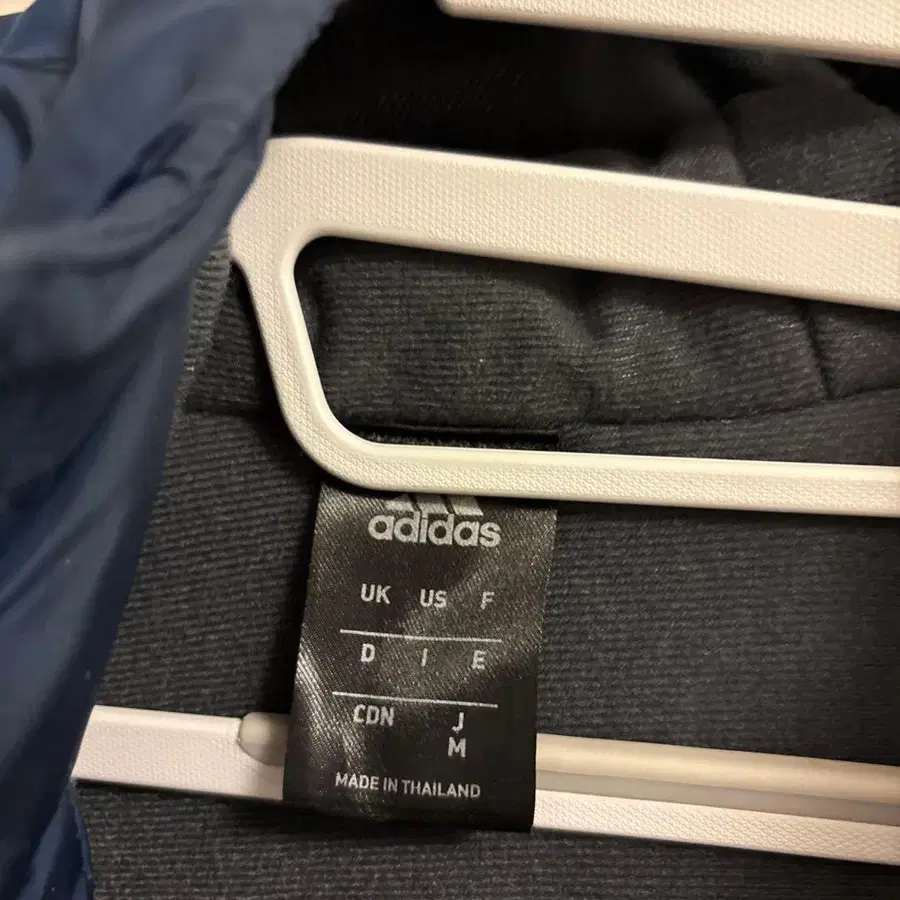 adidas
UK US F
D I E
CDN J
M
MADE IN THAILAND